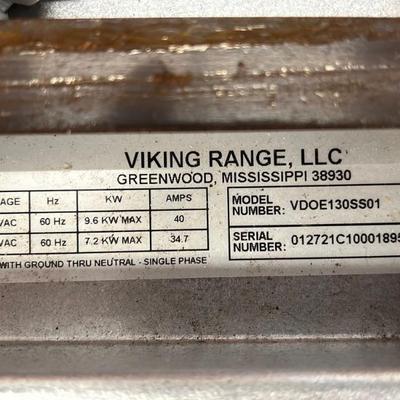 VIKING RANGE, LLC
GREENWOOD, MISSISSIPPI 38930
AGE Hz KW AMPS
VAC 60 Hz 9.6 KW MAX 40
VAC 60 Hz 7.2 KW MAX 34.7
WITH GROUND THRU NEUTRAL - SINGLE PHASE
MODEL
NUMBER: VDOE130SS01
SERIAL
NUMBER: 012721C10001895